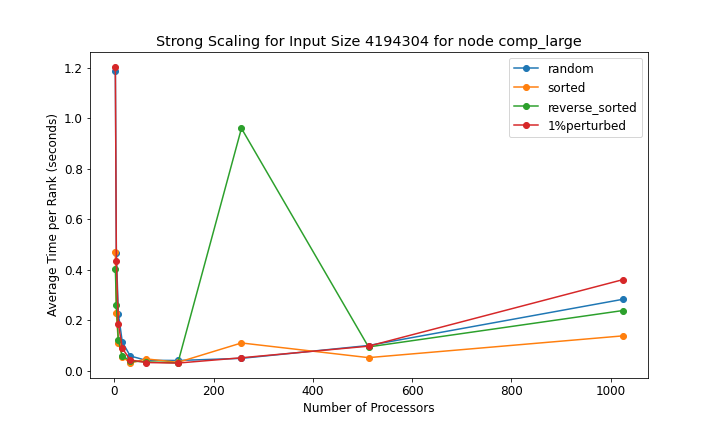 Strong Scaling for Input Size 4194304 for node comp_large
random
sorted
reverse_sorted
1%perturbed
Average Time per Rank (seconds)
1.2
1.0
0.8
0.6
0.4
0.2
0.0
0 200 400 600 800 1000
Number of Processors